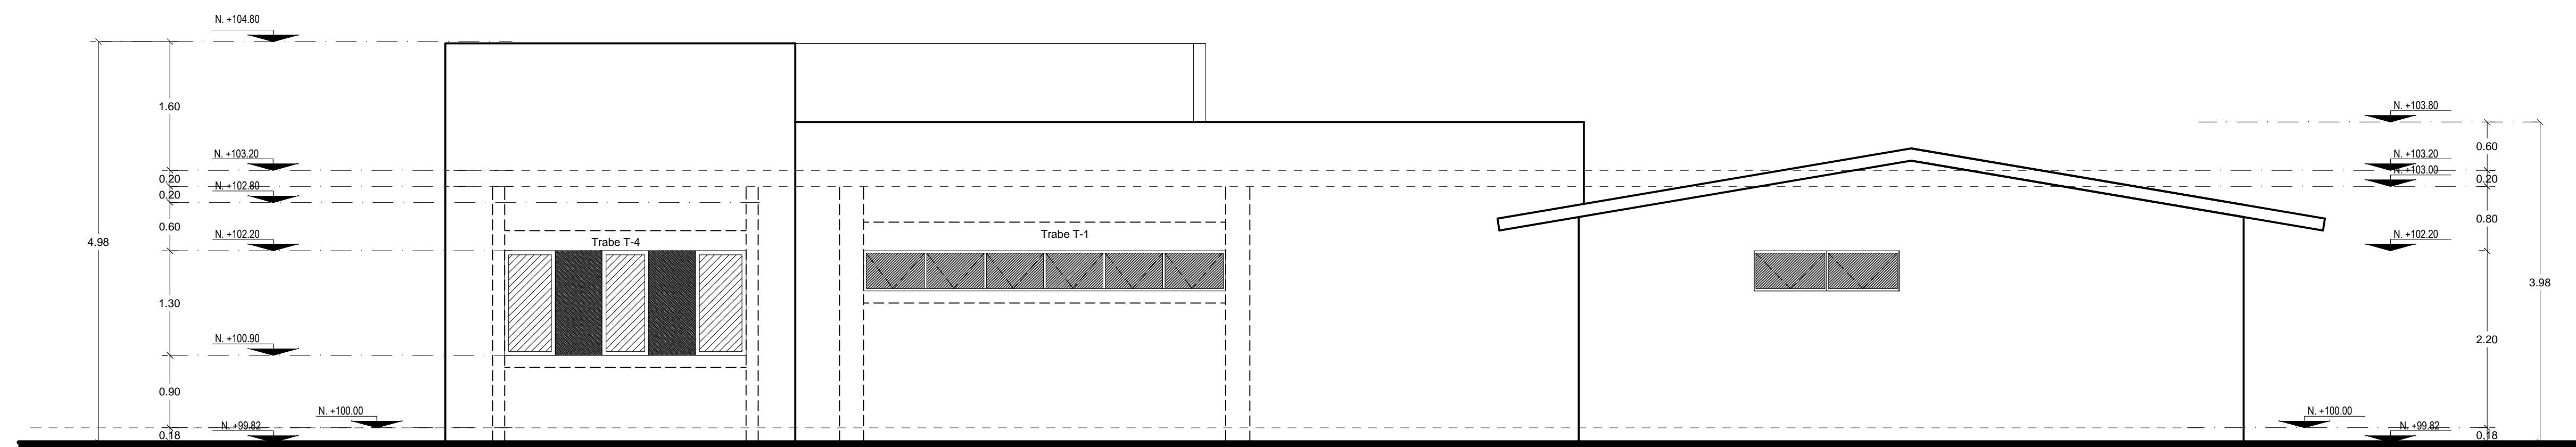 N. +104.80
1.60
N. +103.20
0.20
N. +102.80
0.20
0.60
N. +102.20
4.98
1.30
N. +100.90
0.90
N. +100.00
N. +99.82
0.18
Trabe T-4
Trabe T-1
N. +103.80
0.60
N. +103.20
N. +103.00
0.20
0.80
N. +102.20
3.98
2.20
N. +100.00
N. +99.82
0.18